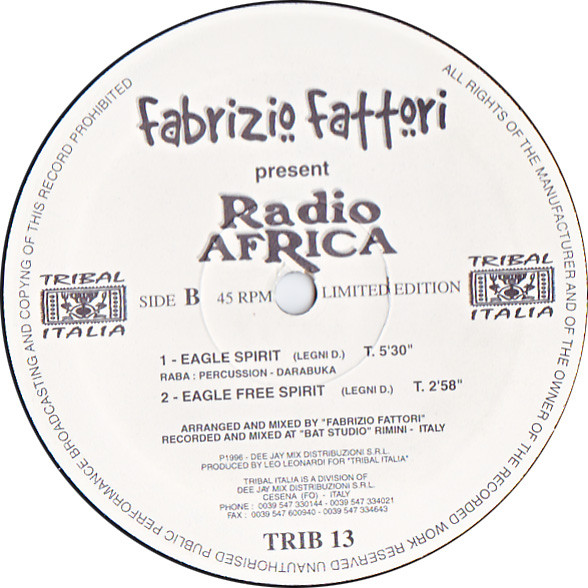 Fabrizio Fattori
present
Radio
AFRICA
TRIBAL
ITALIA
SIDE B 45 RPM LIMITED EDITION
TRIBAL
ITALIA
1 - EAGLE SPIRIT (LEGNI D.) T. 5'30"
RABA : PERCUSSION - DARABUKA
2 - EAGLE FREE SPIRIT (LEGNI D.) T. 2'58"
ARRANGED AND MIXED BY "FABRIZIO FATTORI"
RECORDED AND MIXED AT "BAT STUDIO" RIMINI - ITALY
P1996 - DEE JAY MIX DISTRIBUZIONI S.R.L.
PRODUCED BY LEO LEONARDI FOR "TRIBAL ITALIA"
TRIBAL ITALIA IS A DIVISION OF
DEE JAY MIX DISTRIBUZIONI S.R.L.
CESENA (FO) - ITALY
PHONE : 0039 547 330144 - 0039 547 334021
FAX : 0039 547 600940 - 0039 547 334643
TRIB 13
ALL RIGHTS OF THE MANUFACTURER AND OF THE OWNER OF THE RECORDED WORK RESERVED UNAUTHORISED PUBLIC PERFORMANCE BROADCASTING AND COPYNG OF THIS RECORD PROHIBITED